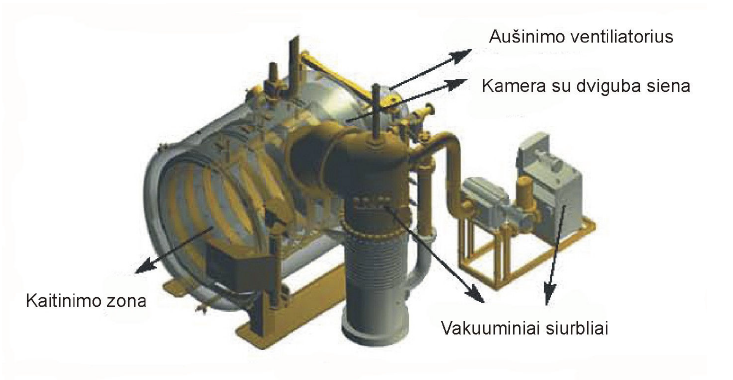 Aušinimo ventiliatorius
Kamera su dviguba siena
Kaitinimo zona
Vakuuminiai siurbliai